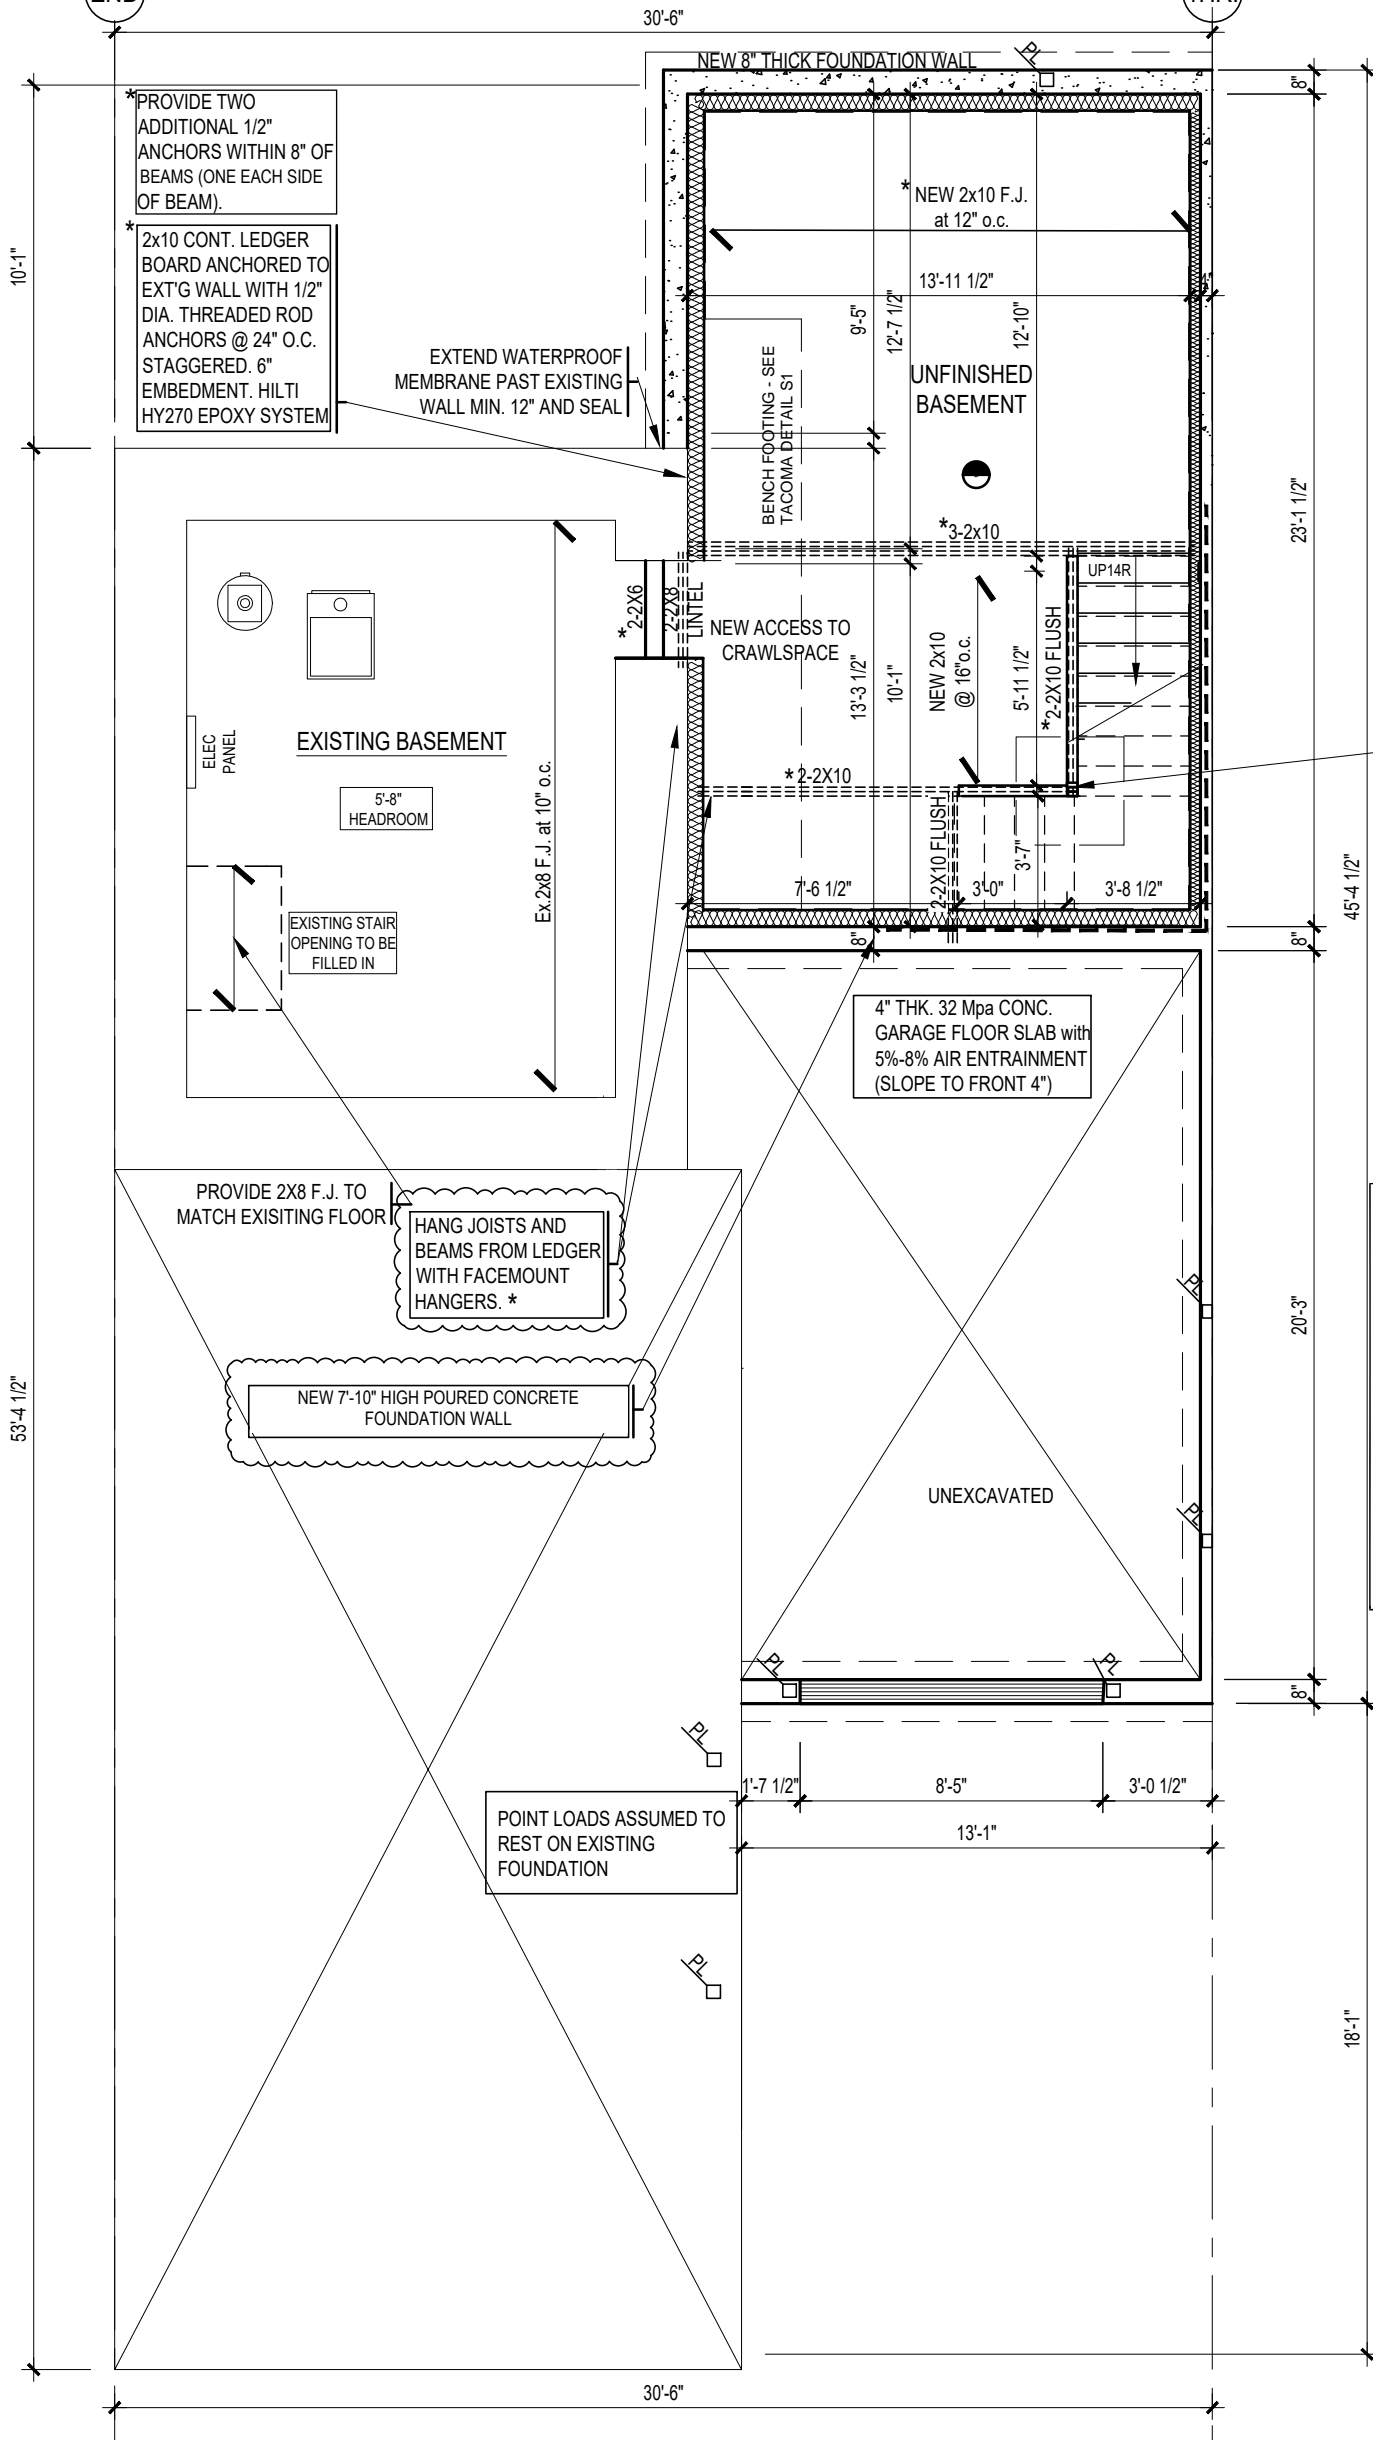 30'-6"
NEW 8" THICK FOUNDATION WALL
PL
8"
*PROVIDE TWO
ADDITIONAL 1/2"
ANCHORS WITHIN 8" OF
BEAMS (ONE EACH SIDE
OF BEAM).
*
2x10 CONT. LEDGER
BOARD ANCHORED TO
EXT'G WALL WITH 1/2"
DIA. THREADED ROD
ANCHORS @ 24" O.C.
STAGGERED. 6"
EMBEDMENT. HILTI
HY270 EPOXY SYSTEM
10'-1"
EXTEND WATERPROOF
MEMBRANE PAST EXISTING
WALL MIN. 12" AND SEAL
* NEW 2x10 F.J.
at 12" o.c.
13'-11 1/2"
4"
9'-5"
12'-7 1/2"
12'-10"
UNFINISHED
BASEMENT
BENCH FOOTING - SEE
TACOMA DETAIL S1
23'-1 1/2"
*3-2x10
UP14R
*2-2X6
2-2X8
LINTEL
NEW ACCESS TO
CRAWLSPACE
13'-3 1/2"
10'-1"
NEW 2x10
@ 16"o.c.
5'-11 1/2"
*2-2X10 FLUSH
ELEC
PANEL
EXISTING BASEMENT
5'-8"
HEADROOM
Ex.2x8 F.J. at 10" o.c.
* 2-2X10
2-2X10 FLUSH
3'-7"
7'-6 1/2"
3'-0"
3'-8 1/2"
45'-4 1/2"
EXISTING STAIR
OPENING TO BE
FILLED IN
8"
8"
4" THK. 32 Mpa CONC.
GARAGE FLOOR SLAB with
5%-8% AIR ENTRAINMENT
(SLOPE TO FRONT 4")
PROVIDE 2X8 F.J. TO
MATCH EXISITING FLOOR
HANG JOISTS AND
BEAMS FROM LEDGER
WITH FACEMOUNT
HANGERS. *
PL
20'-3"
NEW 7'-10" HIGH POURED CONCRETE
FOUNDATION WALL
53'-4 1/2"
UNEXCAVATED
PL
PL
PL
8"
PL
1'-7 1/2"
8'-5"
3'-0 1/2"
POINT LOADS ASSUMED TO
REST ON EXISTING
FOUNDATION
13'-1"
PL
18'-1"
30'-6"